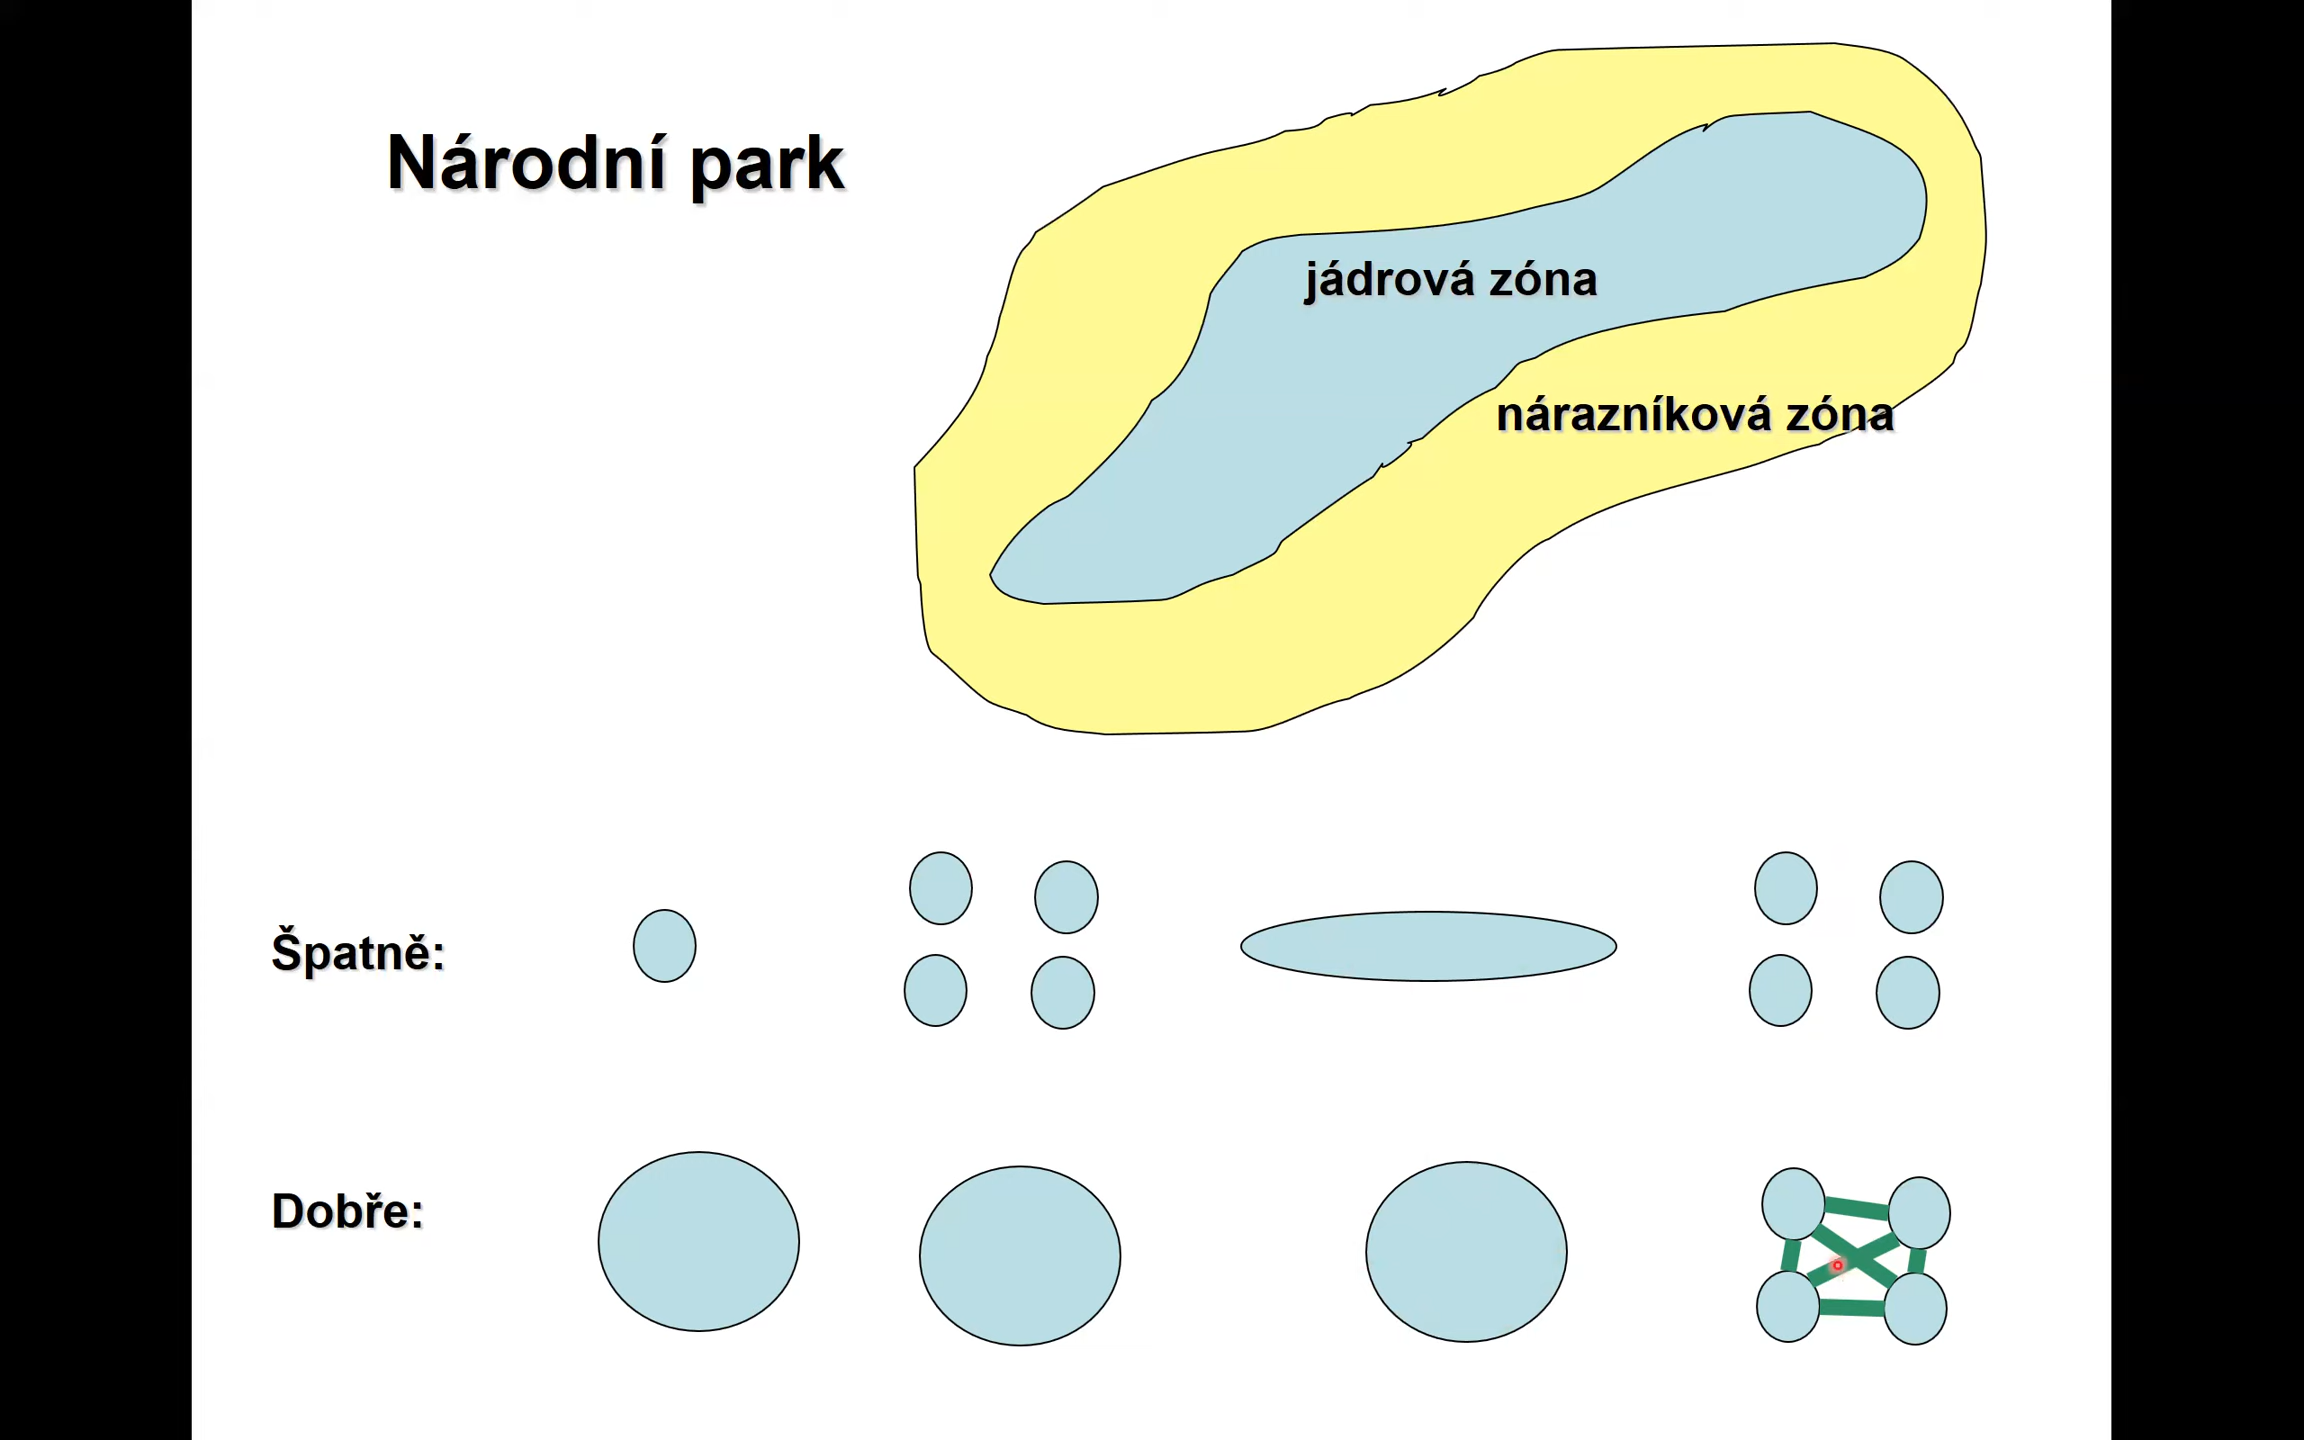 Národní park
jádrová zóna
nárazníková zóna
Špatně:
Dobře: